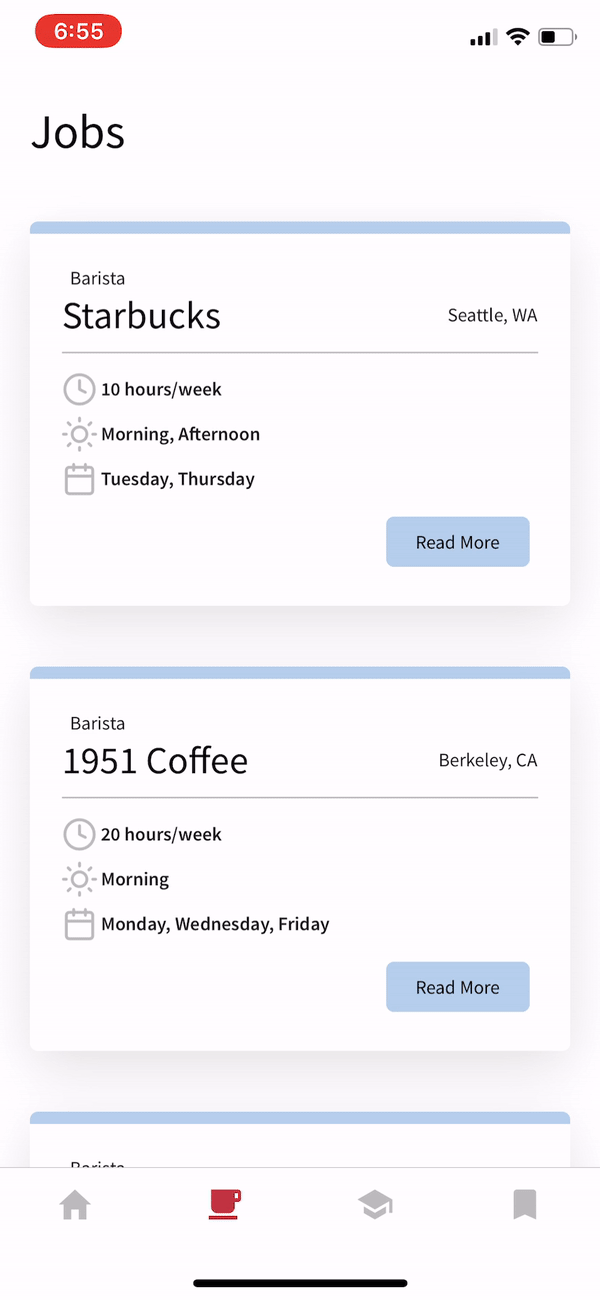 6:55
Jobs
Barista
Starbucks
Seattle, WA
10 hours/week
Morning, Afternoon
Tuesday, Thursday
Read More
Barista
1951 Coffee
Berkeley, CA
20 hours/week
Morning
Monday, Wednesday, Friday
Read More
Barista